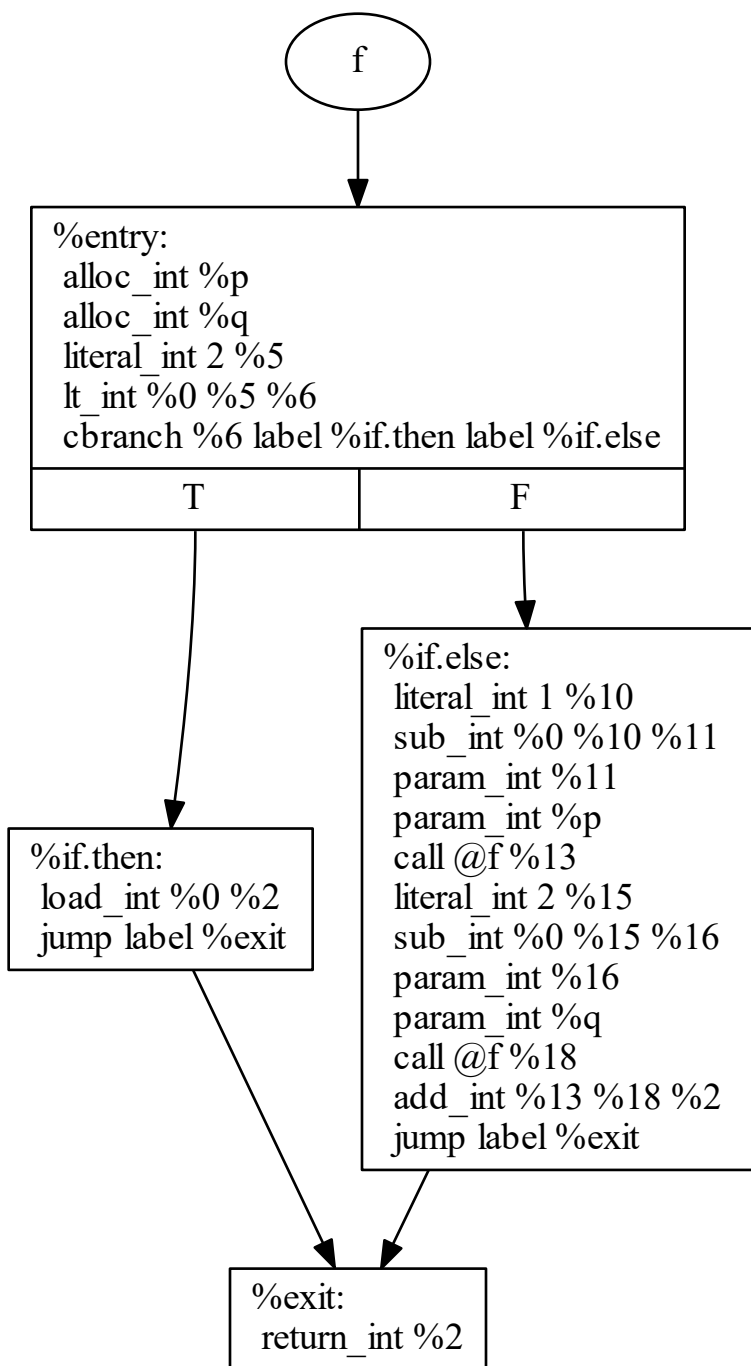 f
%entry:
alloc_int %p
alloc_int %q
literal_int 2 %5
lt_int %0 %5 %6
cbranch %6 label %if.then label %if.else
T
F
%if.then:
load_int %0 %2
jump label %exit
%if.else:
literal_int 1 %10
sub_int %0 %10 %11
param_int %11
param_int %p
call @f %13
literal_int 2 %15
sub_int %0 %15 %16
param_int %16
param_int %q
call @f %18
add_int %13 %18 %2
jump label %exit
%exit:
return_int %2